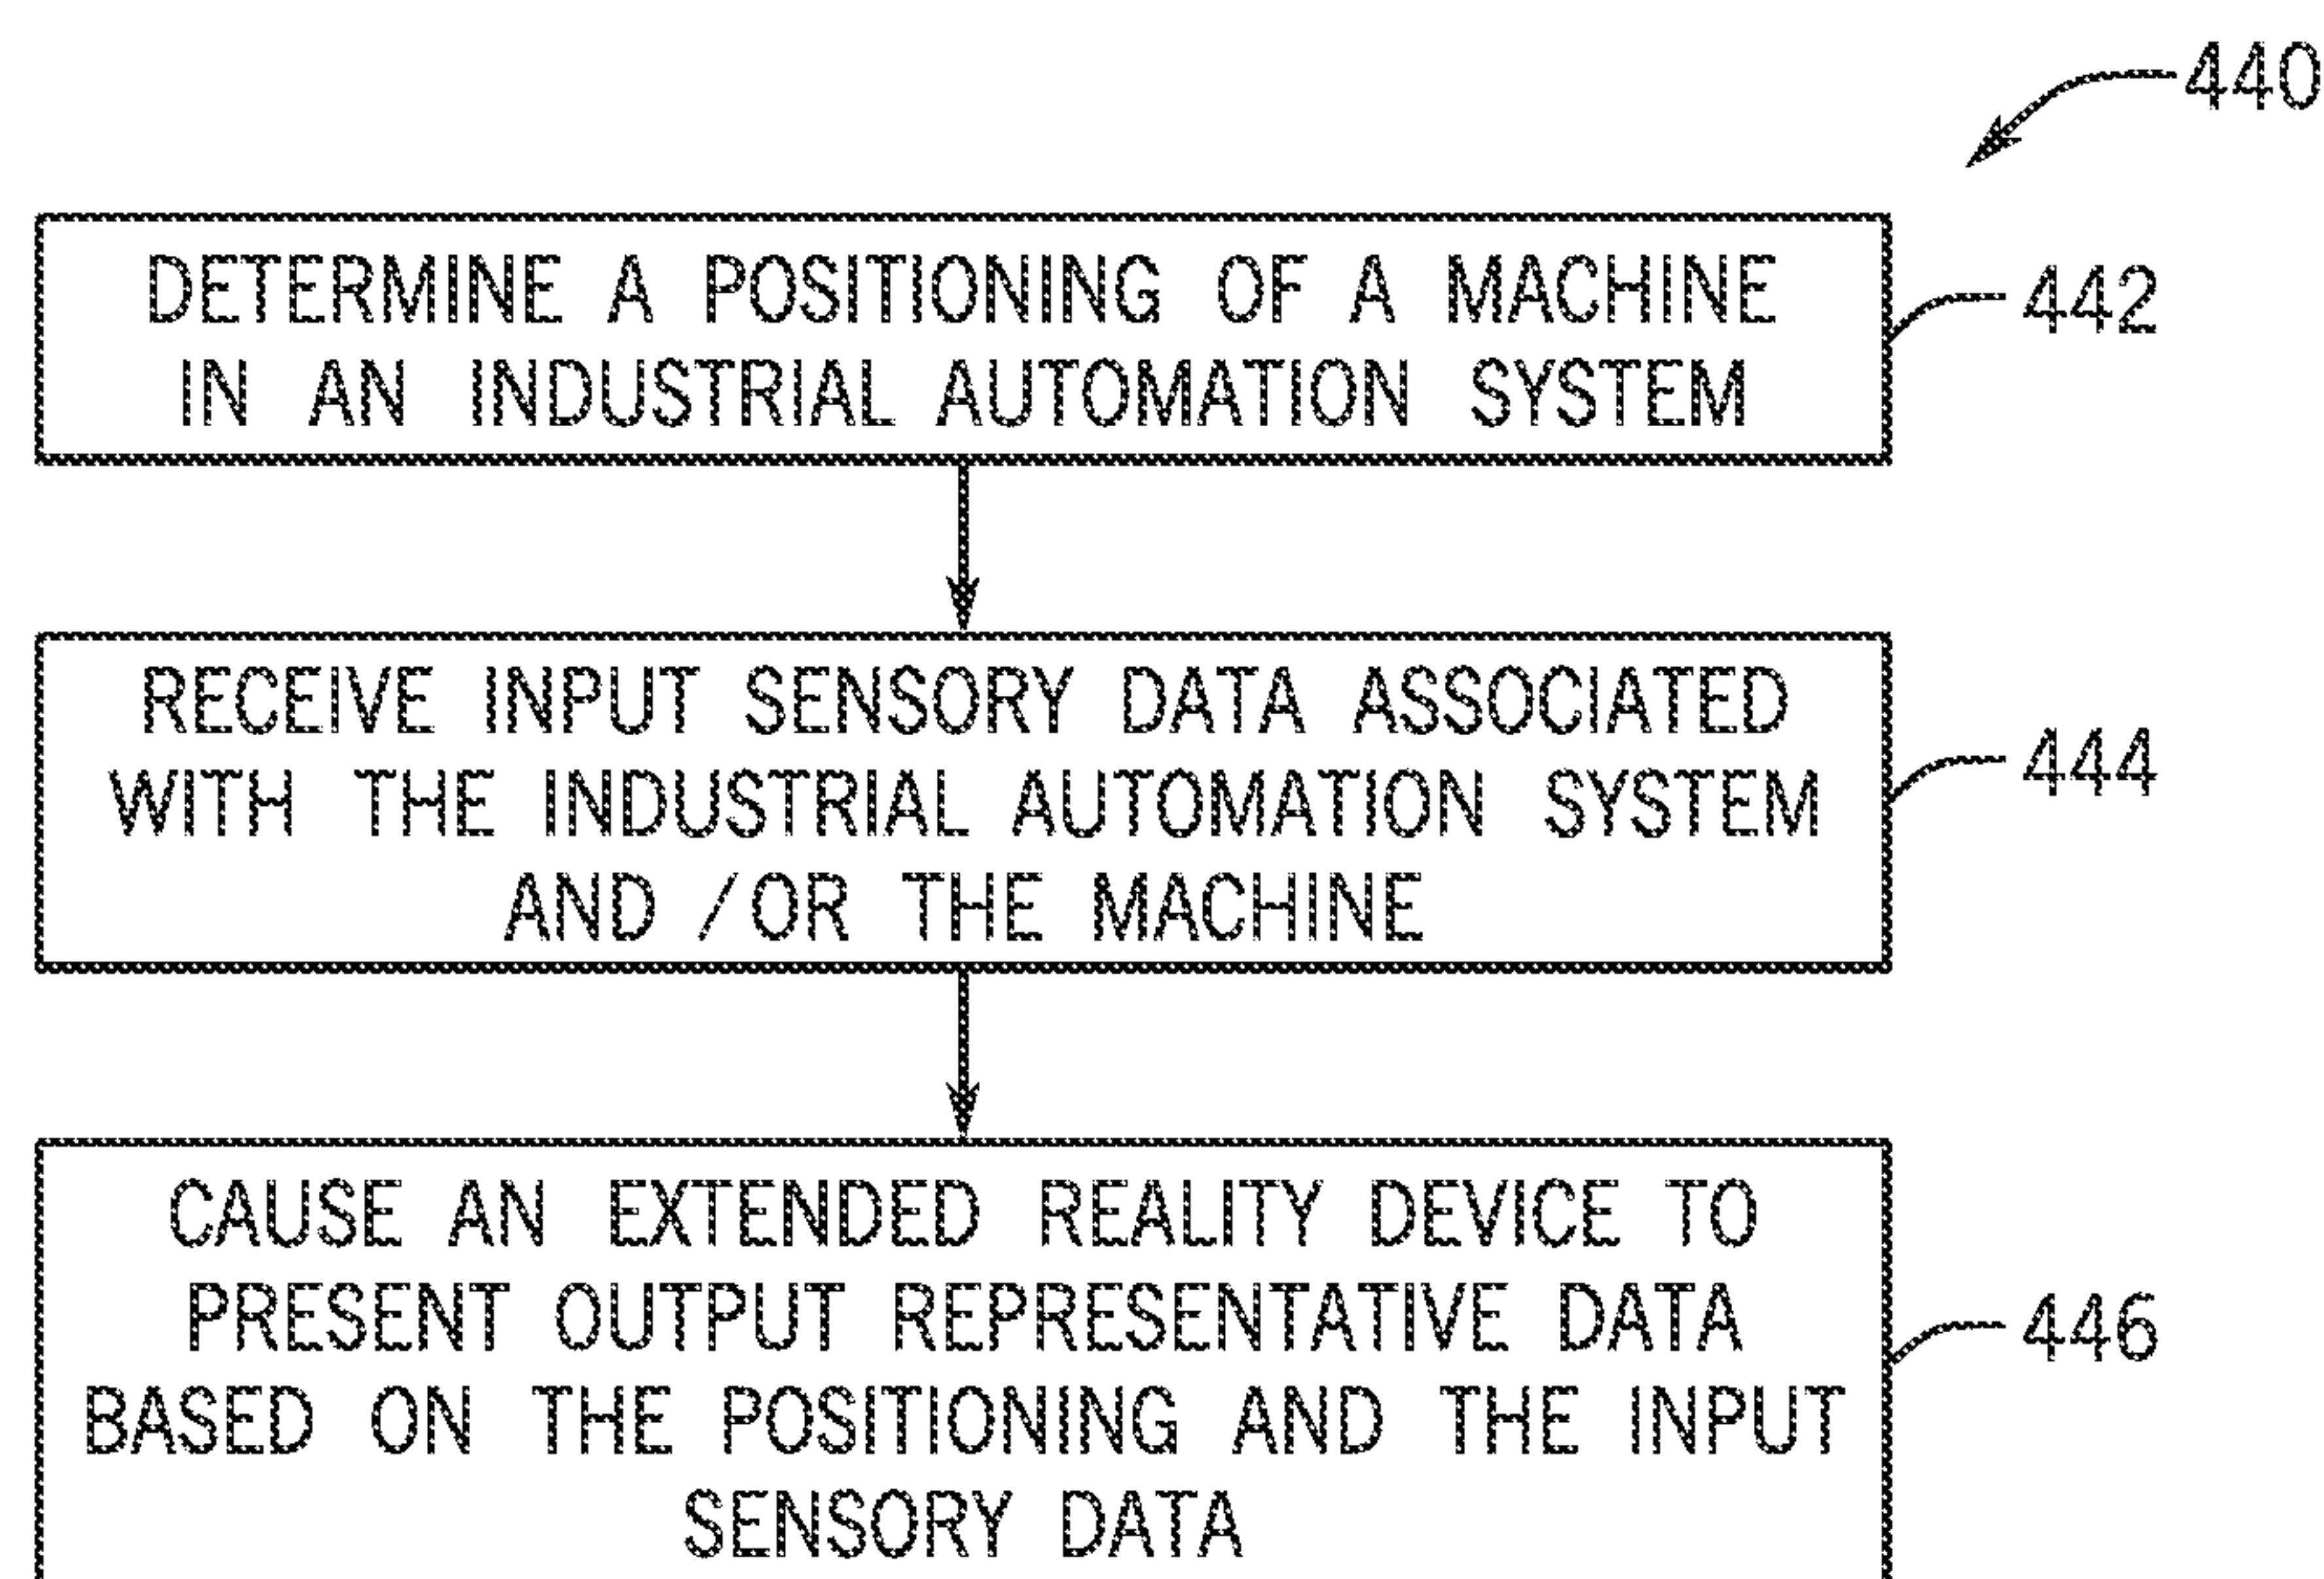 440
DETERMINE A POSITIONING OF A MACHINE
IN AN INDUSTRIAL AUTOMATION SYSTEM
442
RECEIVE INPUT SENSORY DATA ASSOCIATED
WITH THE INDUSTRIAL AUTOMATION SYSTEM
AND /OR THE MACHINE
444
CAUSE AN EXTENDED REALITY DEVICE TO
PRESENT OUTPUT REPRESENTATIVE DATA
BASED ON THE POSITIONING AND THE INPUT
SENSORY DATA
446